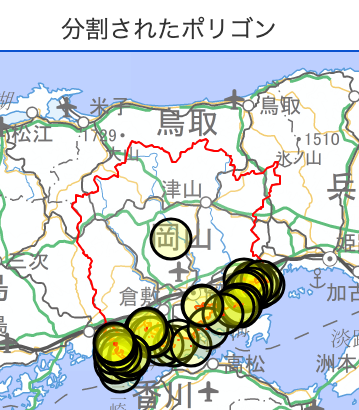 分割されたポリゴン
米子
鳥取
松江
1729
鳥取
1510
氷ノ山
兵
津山
岡山
三次
姫
倉敷
加古
島
淡路
高松
洲本
香川